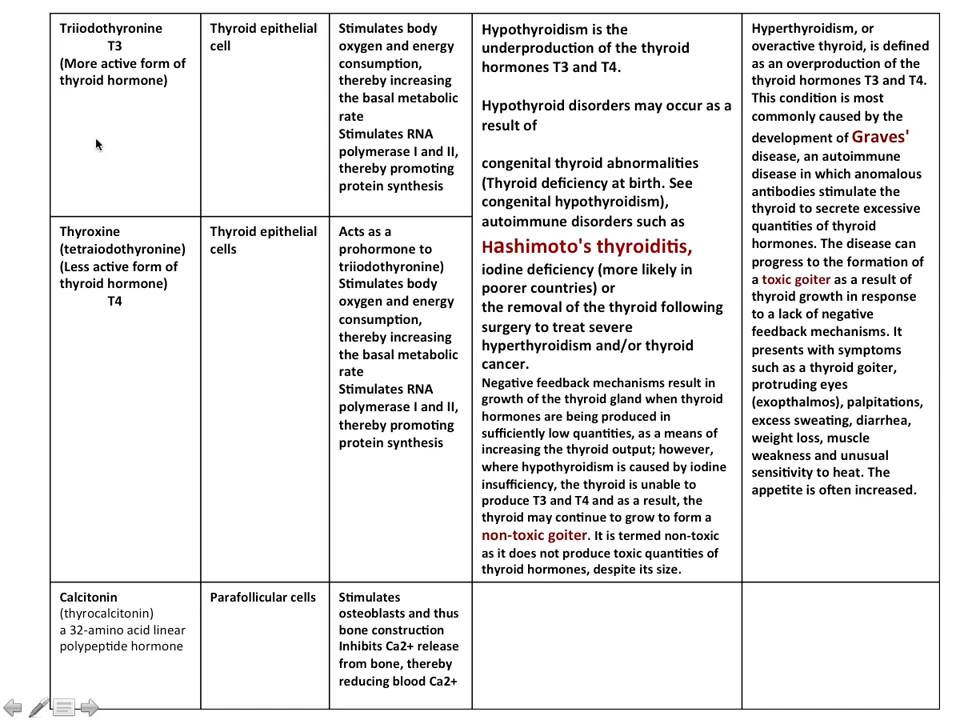 Triiodothyronine
T3
(More active form of
thyroid hormone)
Thyroid epithelial
cell
Stimulates body
oxygen and energy
consumption,
thereby increasing
the basal metabolic
rate
Stimulates RNA
polymerase I and II,
thereby promoting
protein synthesis
Hypothyroidism is the
underproduction of the thyroid
hormones T3 and T4.
Hypothyroid disorders may occur as a
result of
congenital thyroid abnormalities
(Thyroid deficiency at birth. See
congenital hypothyroidism),
autoimmune disorders such as
Hashimoto's thyroiditis,
iodine deficiency (more likely in
poorer countries) or
the removal of the thyroid following
surgery to treat severe
hyperthyroidism and/or thyroid
cancer.
Negative feedback mechanisms result in
growth of the thyroid gland when thyroid
hormones are being produced in
sufficiently low quantities, as a means of
increasing the thyroid output; however,
where hypothyroidism is caused by iodine
insufficiency, the thyroid is unable to
produce T3 and T4 and as a result, the
thyroid may continue to grow to form a
non-toxic goiter. It is termed non-toxic
as it does not produce toxic quantities of
thyroid hormones, despite its size.
Hyperthyroidism, or
overactive thyroid, is defined
as an overproduction of the
thyroid hormones T3 and T4.
This condition is most
commonly caused by the
development of Graves'
disease, an autoimmune
disease in which anomalous
antibodies stimulate the
thyroid to secrete excessive
quantities of thyroid
hormones. The disease can
progress to the formation of
a toxic goiter as a result of
thyroid growth in response
to a lack of negative
feedback mechanisms. It
presents with symptoms
such as a thyroid goiter,
protruding eyes
(exopthalmos), palpitations,
excess sweating, diarrhea,
weight loss, muscle
weakness and unusual
sensitivity to heat. The
appetite is often increased.
Thyroxine
(tetraiodothyronine)
(Less active form of
thyroid hormone)
T4
Thyroid epithelial
cells
Acts as a
prohormone to
triiodothyronine)
Stimulates body
oxygen and energy
consumption,
thereby increasing
the basal metabolic
rate
Stimulates RNA
polymerase I and II,
thereby promoting
protein synthesis
Calcitonin
(thyrocalcitonin)
a 32-amino acid linear
polypeptide hormone
Parafollicular cells
Stimulates
osteoblasts and thus
bone construction
Inhibits Ca2+ release
from bone, thereby
reducing blood Ca2+